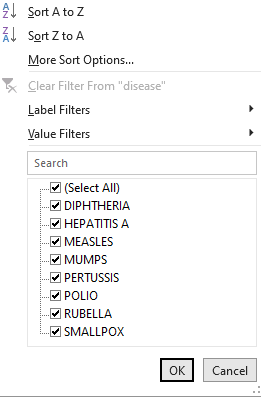 Sort A to Z
Sort Z to A
More Sort Options...
Clear Filter From "disease"
Label Filters
Value Filters
Search
(Select All)
DIPHTHERIA
HEPATITIS A
MEASLES
MUMPS
PERTUSSIS
POLIO
RUBELLA
SMALLPOX
OK
Cancel